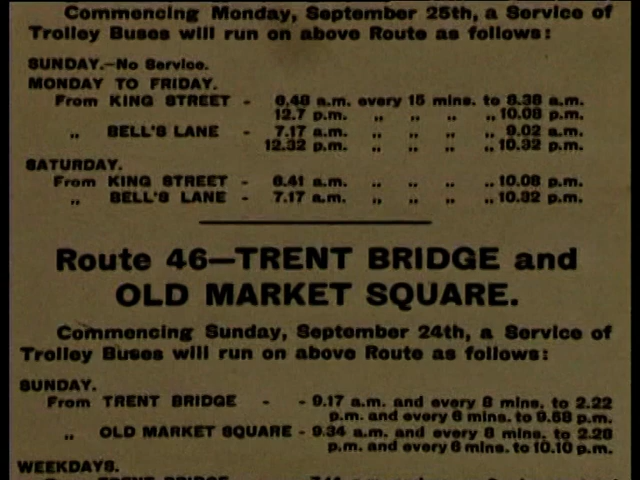 Commencing Monday, September 25th, a Service of
Trolley Buses will run on above Route as follows:
SUNDAY.—No Service.
MONDAY TO FRIDAY.
From KING STREET - 6.48 a.m. every 15 mins. to 8.38 a.m.
12.7 p.m. „ „ „ „ 10.08 p.m.
„ BELL'S LANE - 7.17 a.m. „ „ „ „ 9.02 a.m.
12.32 p.m. „ „ „ „ 10.32 p.m.
SATURDAY.
From KING STREET - 6.41 a.m. „ „ „ „ 10.08 p.m.
„ BELL'S LANE - 7.17 a.m. „ „ „ „ 10.32 p.m.
Route 46—TRENT BRIDGE and
OLD MARKET SQUARE.
Commencing Sunday, September 24th, a Service of
Trolley Buses will run on above Route as follows:
SUNDAY.
From TRENT BRIDGE - - 9.17 a.m. and every 8 mins. to 2.22
p.m. and every 6 mins. to 9.58 p.m.
„ OLD MARKET SQUARE - 9.34 a.m. and every 8 mins. to 2.28
p.m. and every 6 mins. to 10.10 p.m.
WEEKDAYS.